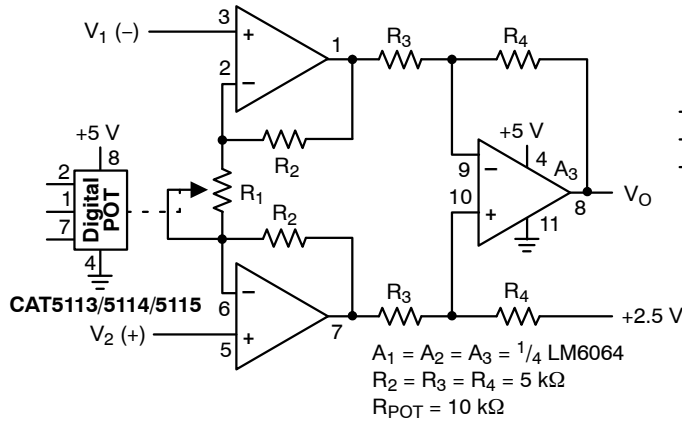 V1 (–)
3
+
2
–
1
R3
R4
R2
+5 V
8
2
1
7
4
Digital
POT
R1
R2
CAT5113/5114/5115
V2 (+)
6
–
5
+
7
R3
R4
+2.5 V
+5 V
4
9
–
A3
10
+
8
VO
11
A1 = A2 = A3 = 1/4 LM6064
R2 = R3 = R4 = 5 kΩ
RPOT = 10 kΩ